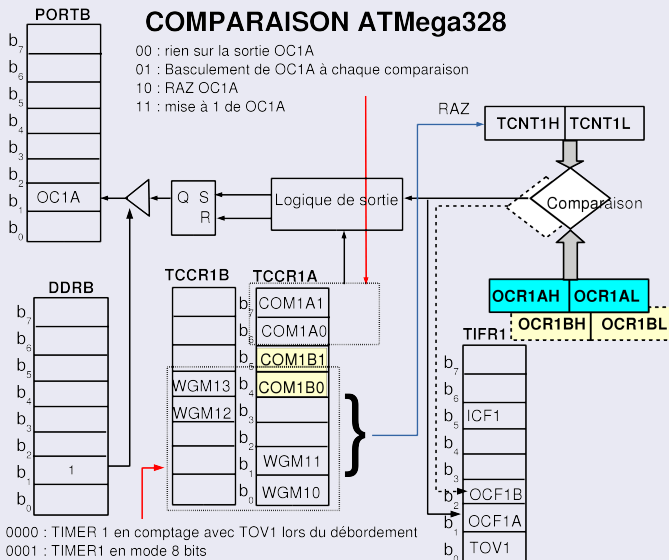 COMPARAISON ATMega328
PORTB
00 : rien sur la sortie OC1A
01 : Basculement de OC1A à chaque comparaison
10 : RAZ OC1A
11 : mise à 1 de OC1A
b7
b6
b5
b4
b3
b2
b1
b0
OC1A
Q S
R
Logique de sortie
RAZ
TCNT1H TCNT1L
Comparaison
OCR1AH OCR1AL
OCR1BH OCR1BL
DDRB
b7
b6
b5
b4
b3
b2
b1
b0
1
TCCR1B
WGM13
WGM12
TCCR1A
b7
b6
b5
b4
b3
b2
b1
b0
COM1A1
COM1A0
COM1B1
COM1B0
WGM11
WGM10
}
TIFR1
b7
b6
b5
b4
b3
b2
b1
b0
ICF1
OCF1B
OCF1A
TOV1
0000 : TIMER 1 en comptage avec TOV1 lors du débordement
0001 : TIMER1 en mode 8 bits